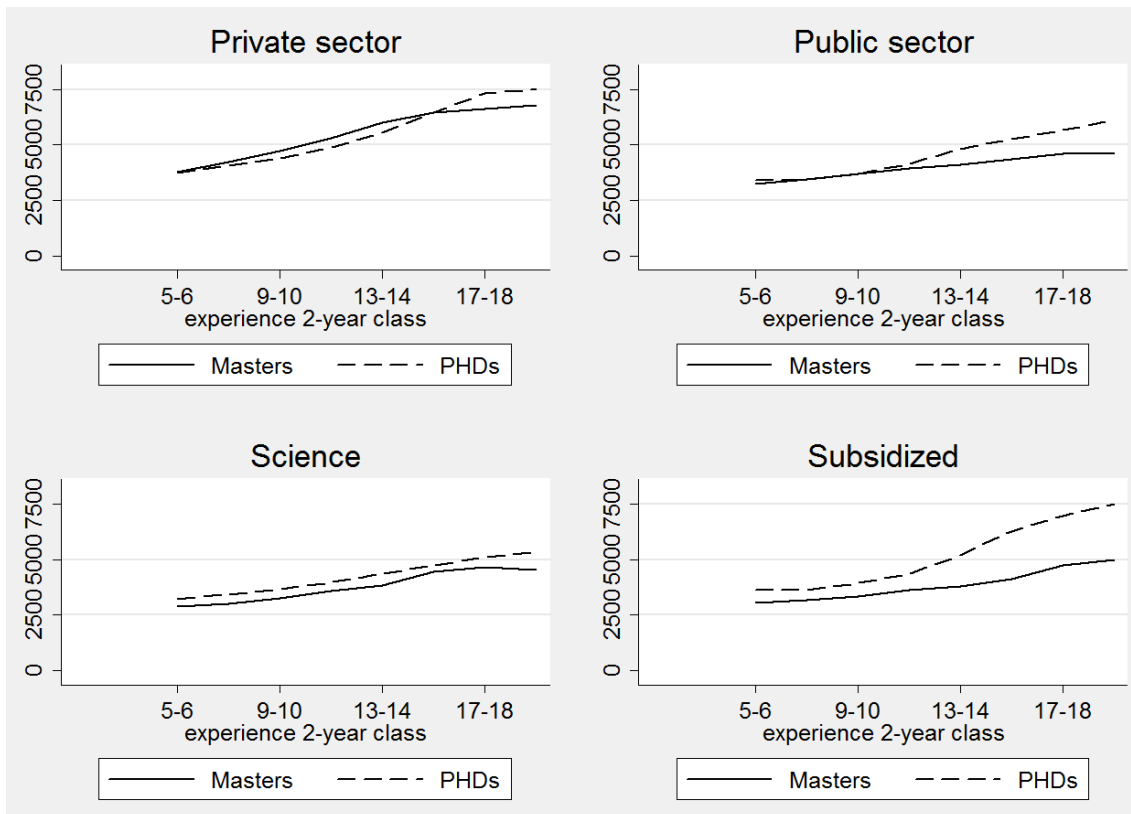 Private sector
7500
5000
2500
0
5-6 9-10 13-14 17-18
experience 2-year class
Masters PHDs
Public sector
7500
5000
2500
0
5-6 9-10 13-14 17-18
experience 2-year class
Masters PHDs
Science
7500
5000
2500
0
5-6 9-10 13-14 17-18
experience 2-year class
Masters PHDs
Subsidized
7500
5000
2500
0
5-6 9-10 13-14 17-18
experience 2-year class
Masters PHDs